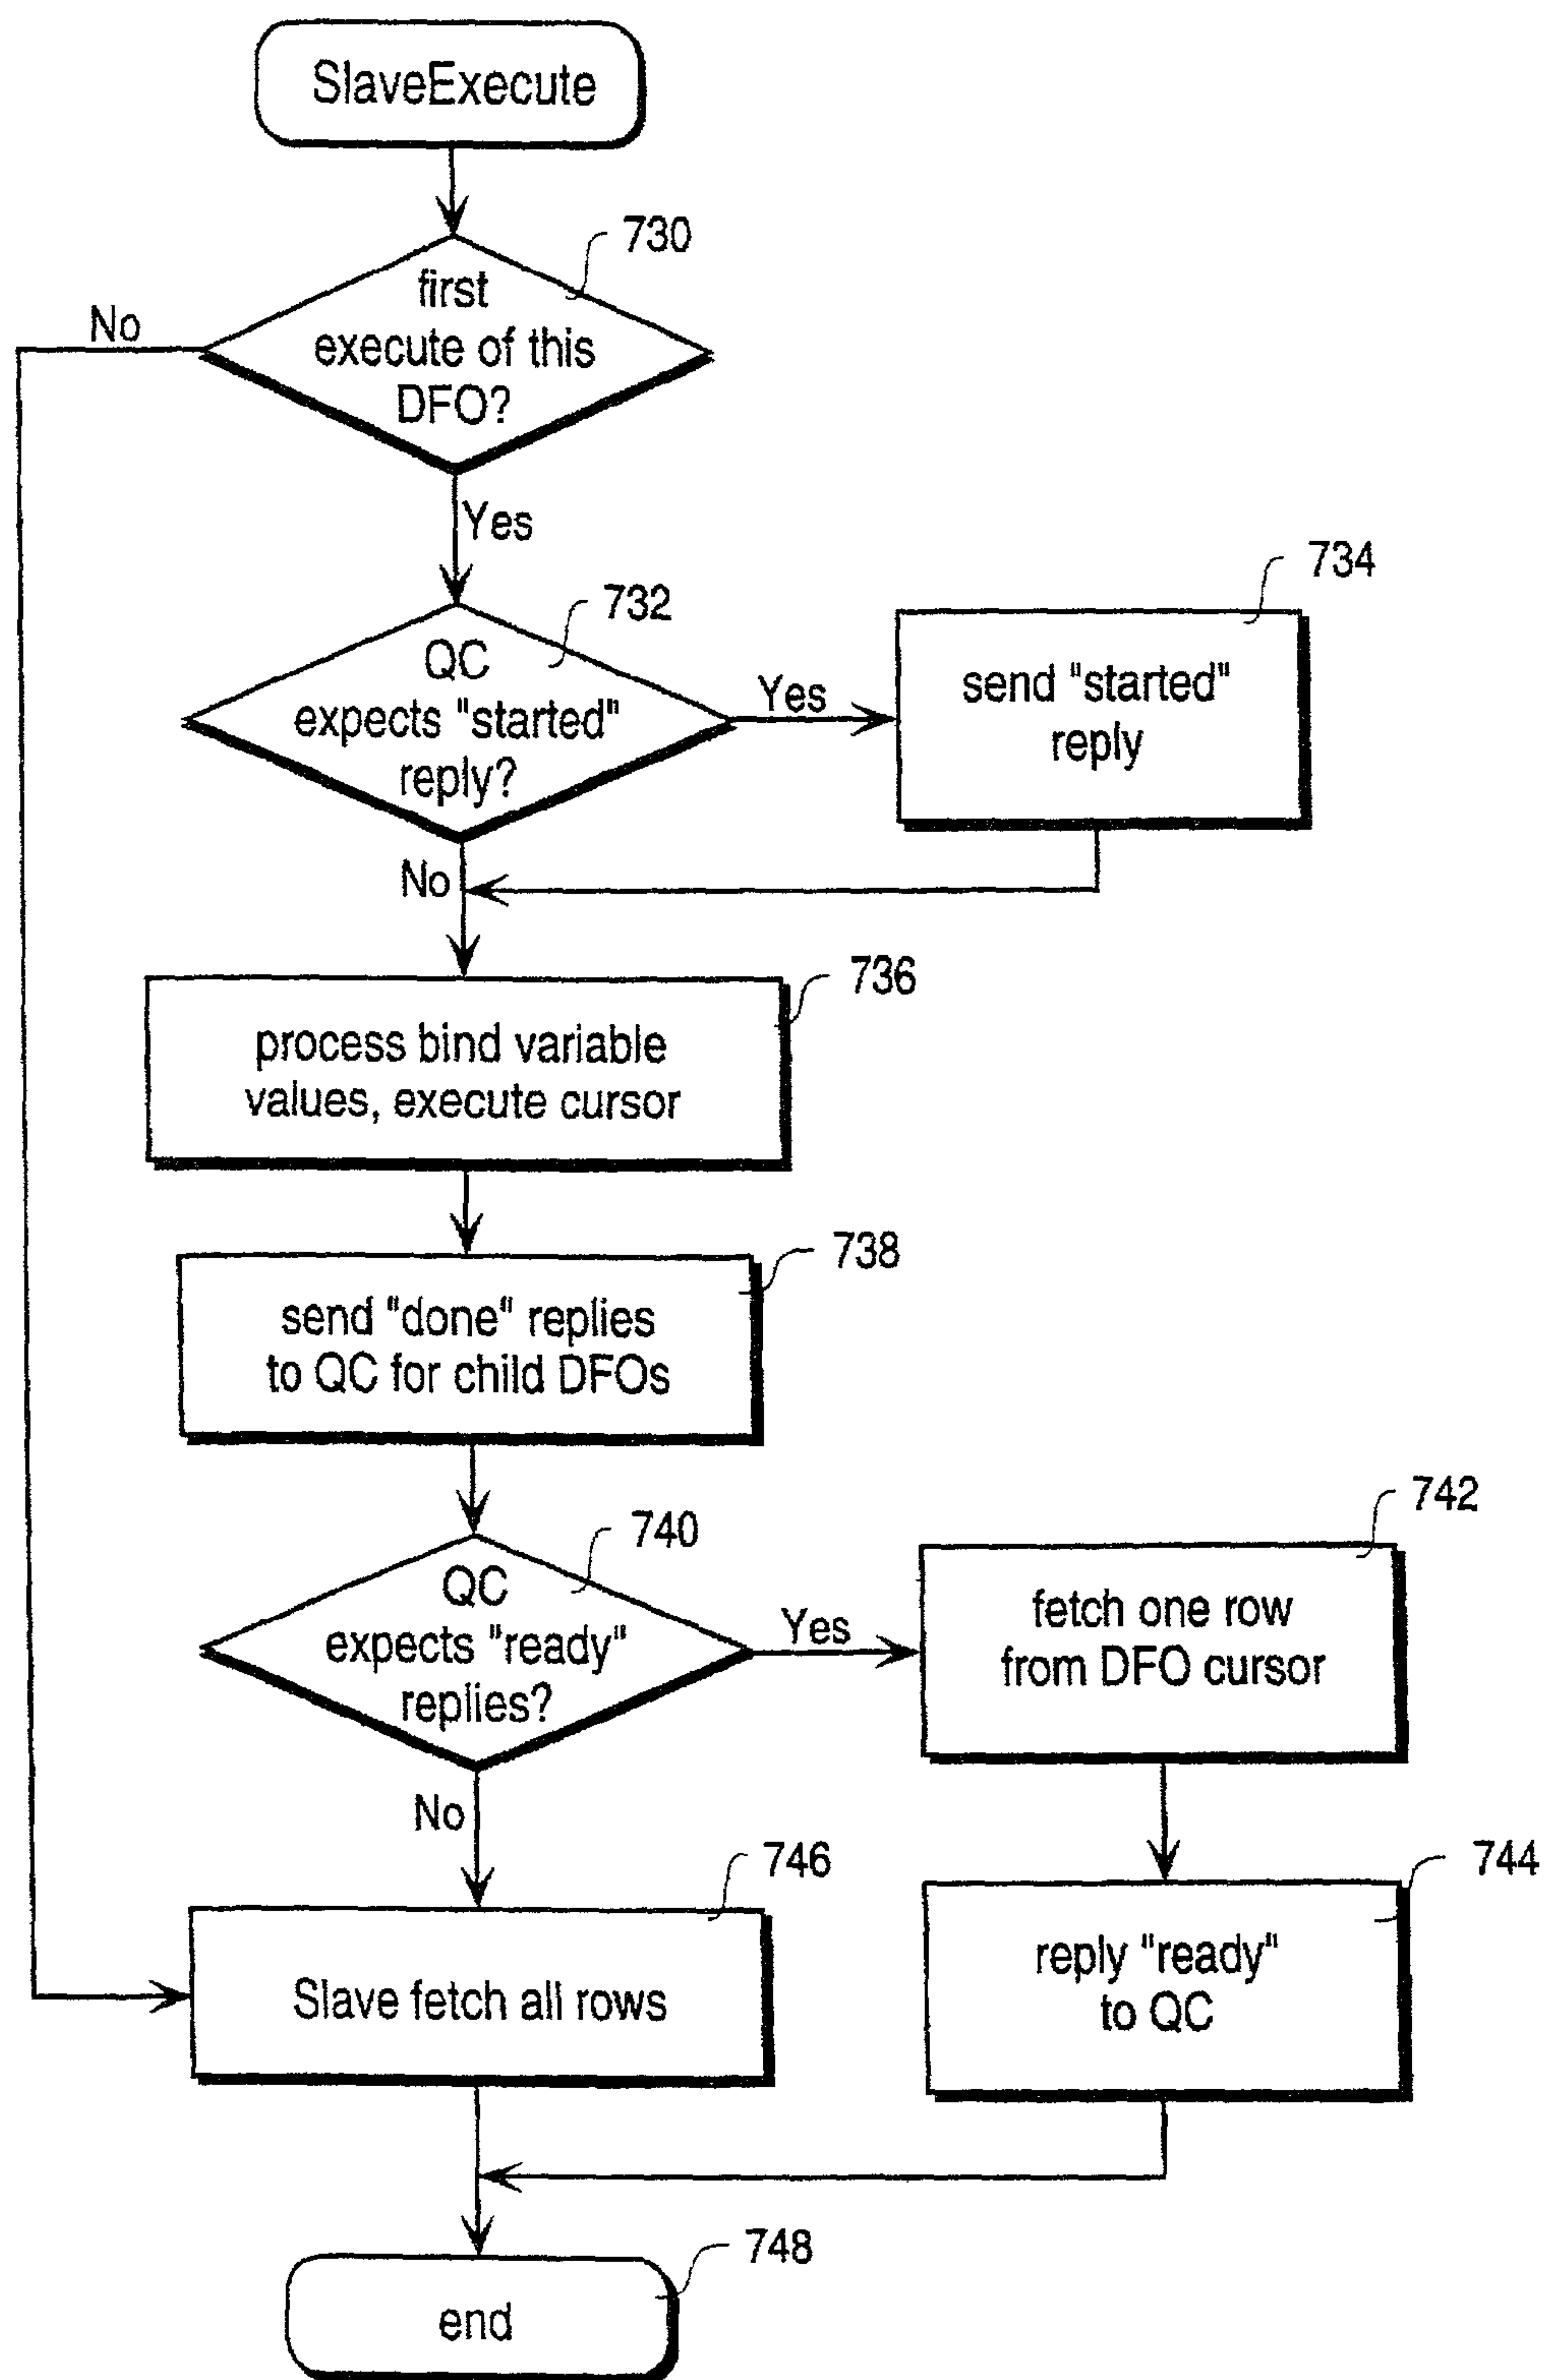 SlaveExecute
730
first
execute of this
DFO?
No
Yes
732
QC
expects "started"
reply?
Yes
734
send "started"
reply
No
736
process bind variable
values, execute cursor
738
send "done" replies
to QC for child DFOs
740
QC
expects "ready"
replies?
Yes
742
fetch one row
from DFO cursor
No
744
reply "ready"
to QC
746
Slave fetch all rows
748
end